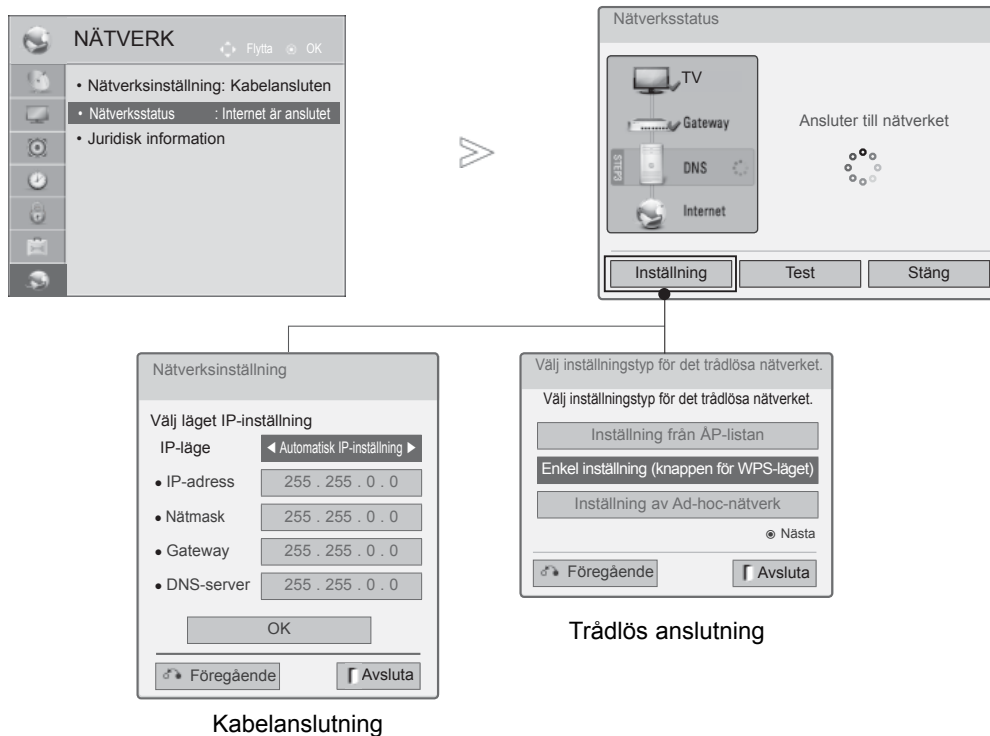 NÄTVERK
Flytta OK
• Nätverksinställning: Kabelansluten
• Nätverksstatus : Internet är anslutet
• Juridisk information
Nätverksstatus
TV
Gateway
STEP3
DNS
Internet
Ansluter till nätverket
Inställning Test Stäng
Nätverksinställning
Välj läget IP-inställning
IP-läge ◀ Automatisk IP-inställning ▶
• IP-adress 255 . 255 . 0 . 0
• Nätmask 255 . 255 . 0 . 0
• Gateway 255 . 255 . 0 . 0
• DNS-server 255 . 255 . 0 . 0
OK
Föregående Avsluta
Kabelanslutning
Välj inställningstyp för det trådlösa nätverket.
Välj inställningstyp för det trådlösa nätverket.
Inställning från ÅP-listan
Enkel inställning (knappen för WPS-läget)
Inställning av Ad-hoc-nätverk
Nästa
Föregående Avsluta
Trådlös anslutning